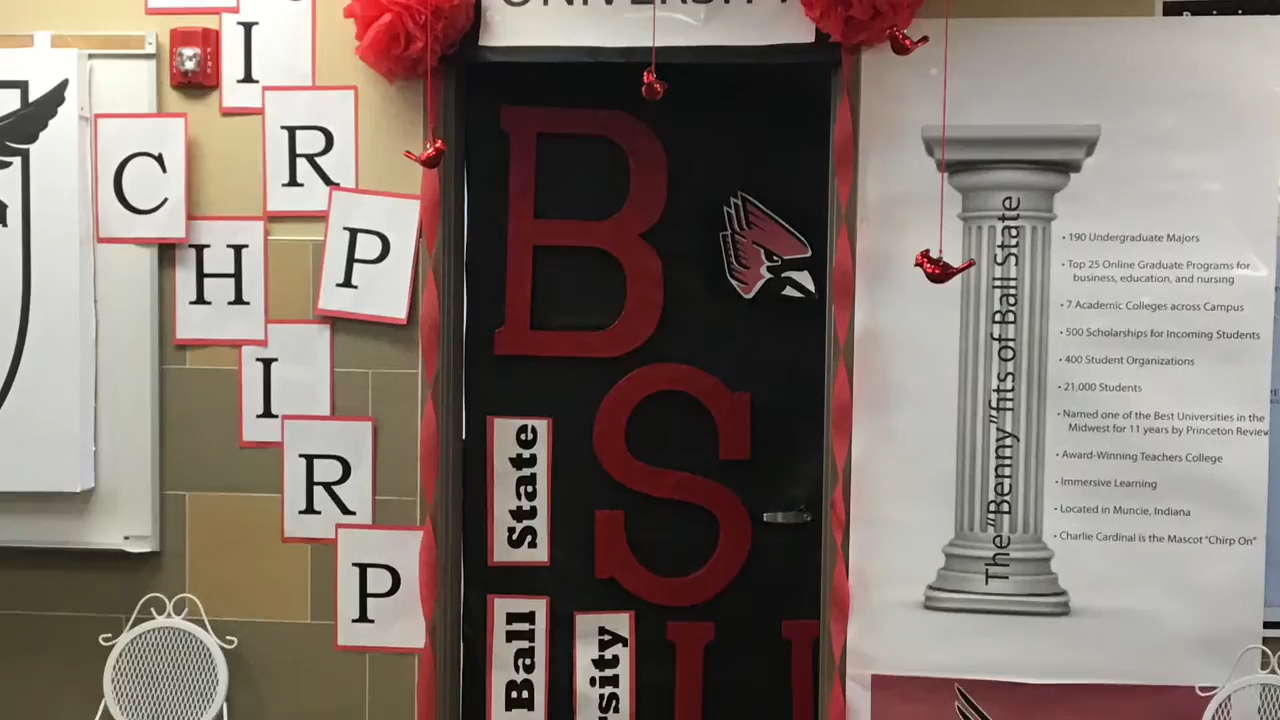 UNIVERSITY
I
R
P
C
H
I
R
P
B
S
U
State
Ball
rsity
The "Benny"fits of Ball State
• 190 Undergraduate Majors
• Top 25 Online Graduate Programs for
business, education, and nursing
• 7 Academic Colleges across Campus
• 500 Scholarships for Incoming Students
• 400 Student Organizations
• 21,000 Students
• Named one of the Best Universities in the
Midwest for 11 years by Princeton Review
• Award-Winning Teachers College
• Immersive Learning
• Located in Muncie, Indiana
• Charlie Cardinal is the Mascot "Chirp On"